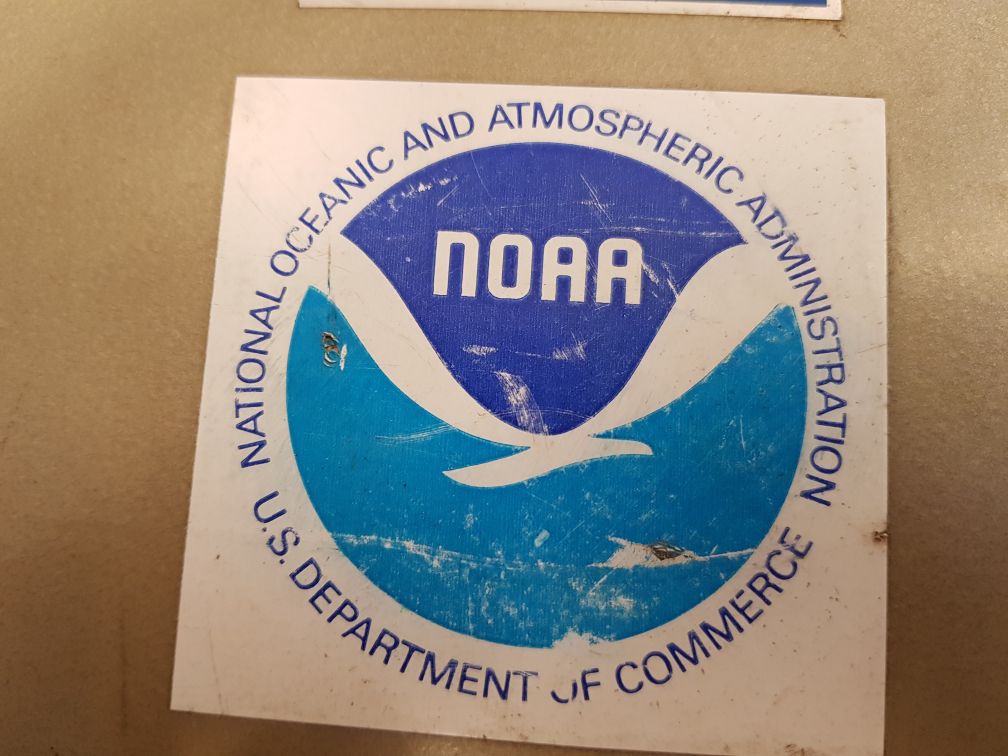 NATIONAL OCEANIC AND ATMOSPHERIC ADMINISTRATION
NOAA
U.S. DEPARTMENT OF COMMERCE